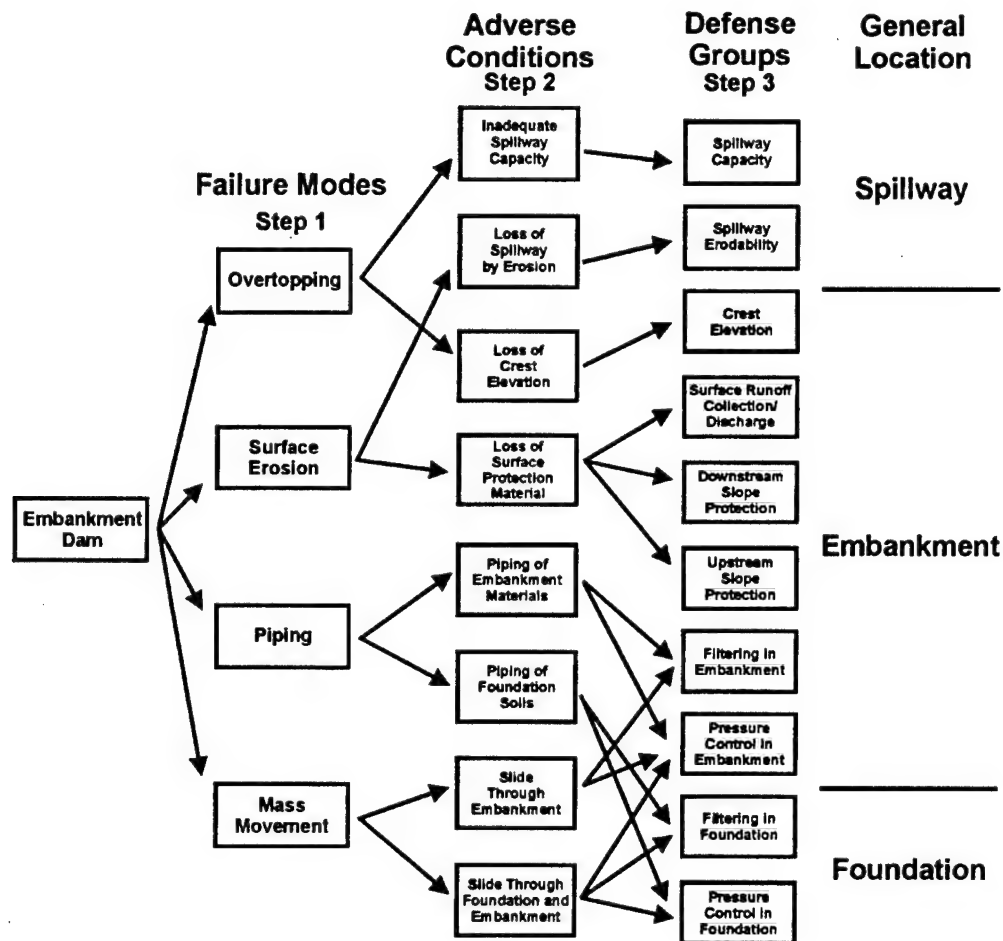 Adverse
Conditions
Step 2
Defense
Groups
Step 3
General
Location
Failure Modes
Step 1
Embankment
Dam
Overtopping
Surface
Erosion
Piping
Mass
Movement
Inadequate
Spillway
Capacity
Loss of
Spillway
by Erosion
Loss of
Crest
Elevation
Loss of
Surface
Protection
Material
Piping of
Embankment
Materials
Piping of
Foundation
Soils
Slide
Through
Embankment
Slide Through
Foundation and
Embankment
Spillway
Capacity
Spillway
Erodability
Crest
Elevation
Surface Runoff
Collection/
Discharge
Downstream
Slope
Protection
Upstream
Slope
Protection
Filtering in
Embankment
Pressure
Control in
Embankment
Filtering in
Foundation
Pressure
Control in
Foundation
Spillway
Embankment
Foundation